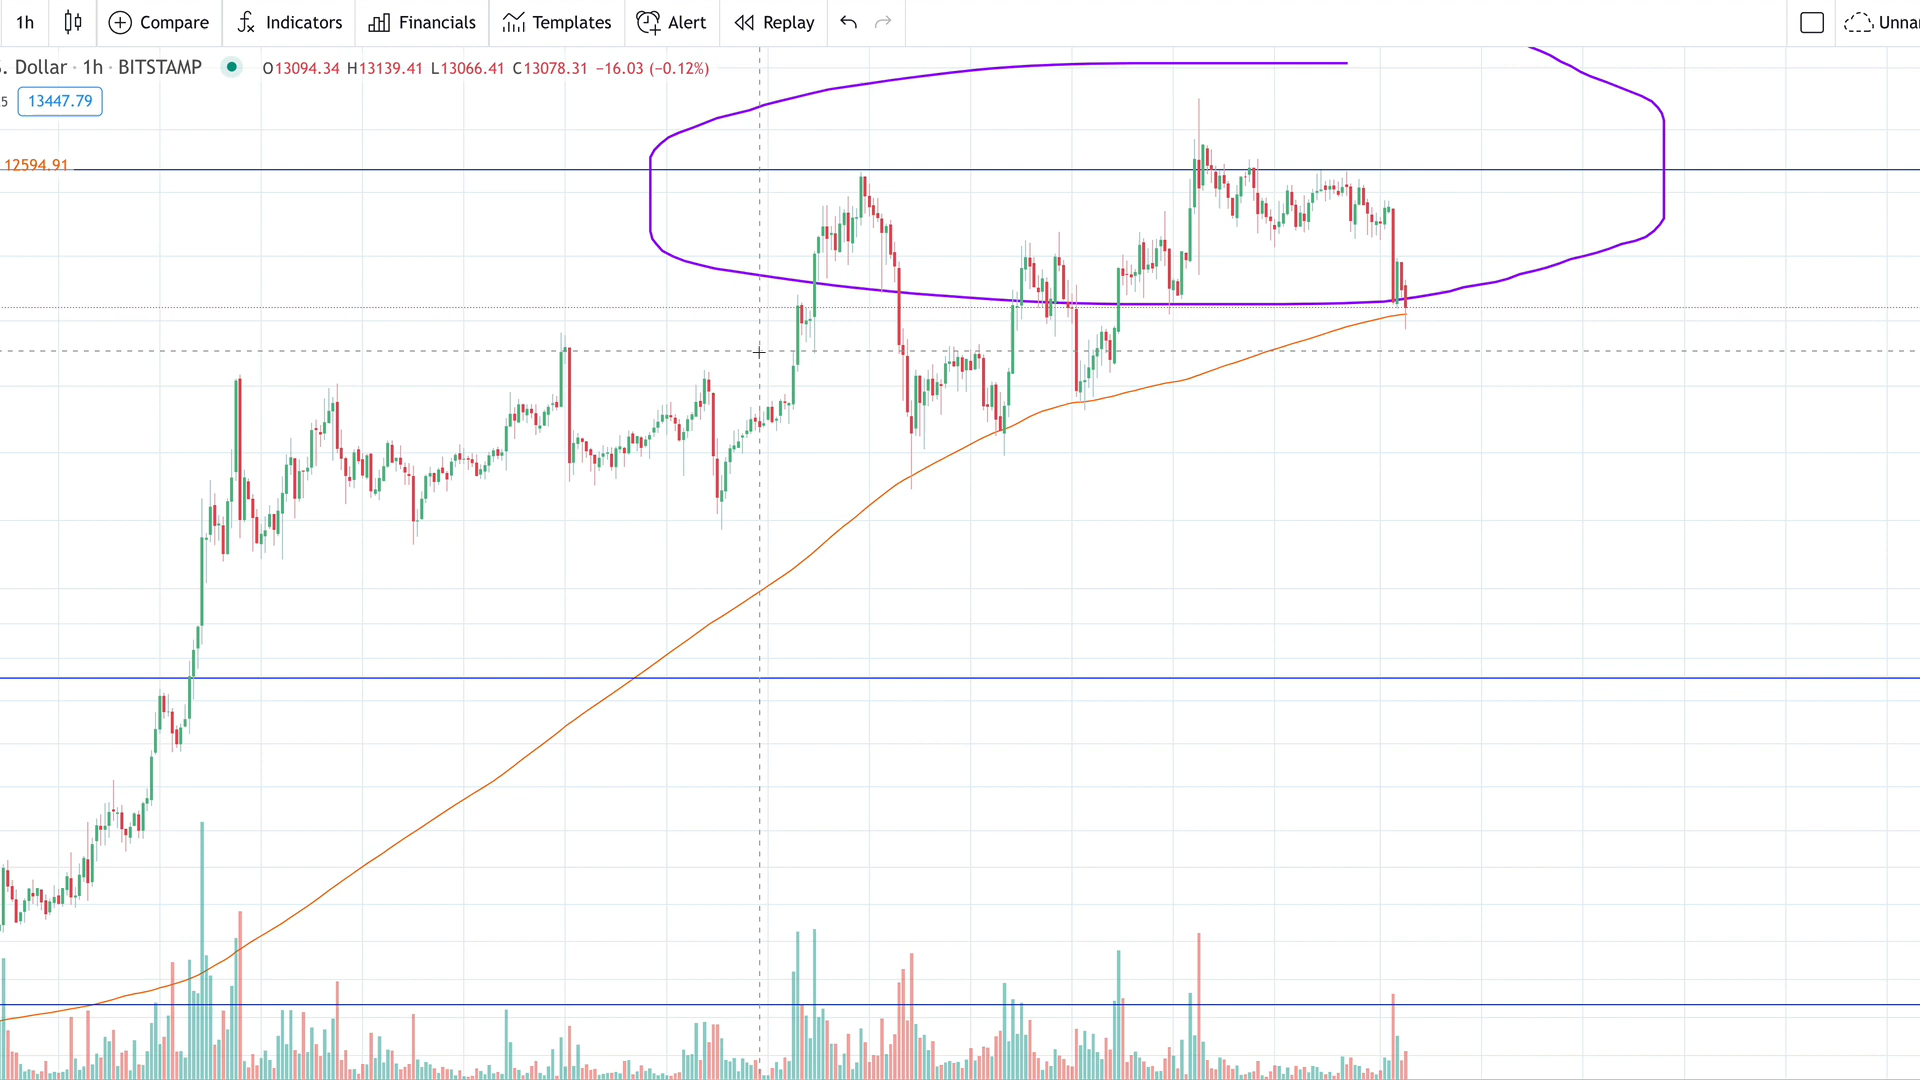 1h Compare Indicators Financials Templates Alert Replay Unnar
. Dollar · 1h · BITSTAMP O13094.34 H13139.41 L13066.41 C13078.31 −16.03 (−0.12%)
5 13447.79
12594.91